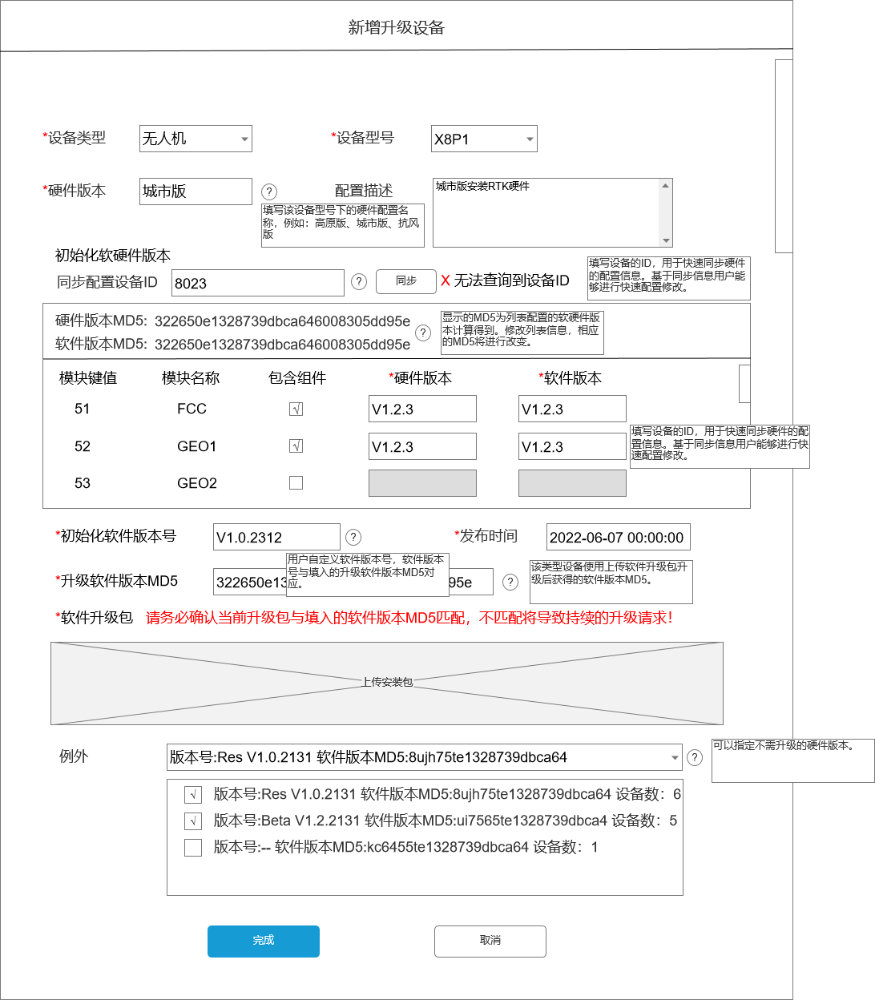 新增升级设备
*设备类型 无人机 *设备型号 X8P1
*硬件版本 城市版 ? 配置描述 城市版安装RTK硬件
填写该设备型号下的硬件配置名
称，例如：高原版、城市版、抗风
版
初始化软硬件版本
同步配置设备ID 8023 ? 同步 X 无法查询到设备ID
填写设备的ID，用于快速同步硬件
的配置信息。基于同步信息用户能
够进行快速配置修改。
硬件版本MD5: 322650e1328739dbca646008305dd95e
软件版本MD5: 322650e1328739dbca646008305dd95e ?
显示的MD5为列表配置的软硬件版
本计算得到。修改列表信息，相应
的MD5将进行改变。
模块键值 模块名称 包含组件 *硬件版本 *软件版本
51 FCC √ V1.2.3 V1.2.3
52 GEO1 √ V1.2.3 V1.2.3
填写设备的ID，用于快速同步硬件的配
置信息。基于同步信息用户能够进行快
速配置修改。
53 GEO2
*初始化软件版本号 V1.0.2312 ? *发布时间 2022-06-07 00:00:00
用户自定义软件版本号，软件版本
号与填入的升级软件版本MD5对
应。
*升级软件版本MD5 322650e13 95e ?
该类型设备使用上传软件升级包升
级后获得的软件版本MD5。
*软件升级包 请务必确认当前升级包与填入的软件版本MD5匹配，不匹配将导致持续的升级请求！
上传安装包
例外 版本号:Res V1.0.2131 软件版本MD5:8ujh75te1328739dbca64 ?
可以指定不需升级的硬件版本。
√ 版本号:Res V1.0.2131 软件版本MD5:8ujh75te1328739dbca64 设备数：6
√ 版本号:Beta V1.2.2131 软件版本MD5:ui7565te1328739dbca4 设备数：5
版本号:-- 软件版本MD5:kc6455te1328739dbca64 设备数：1
完成 取消